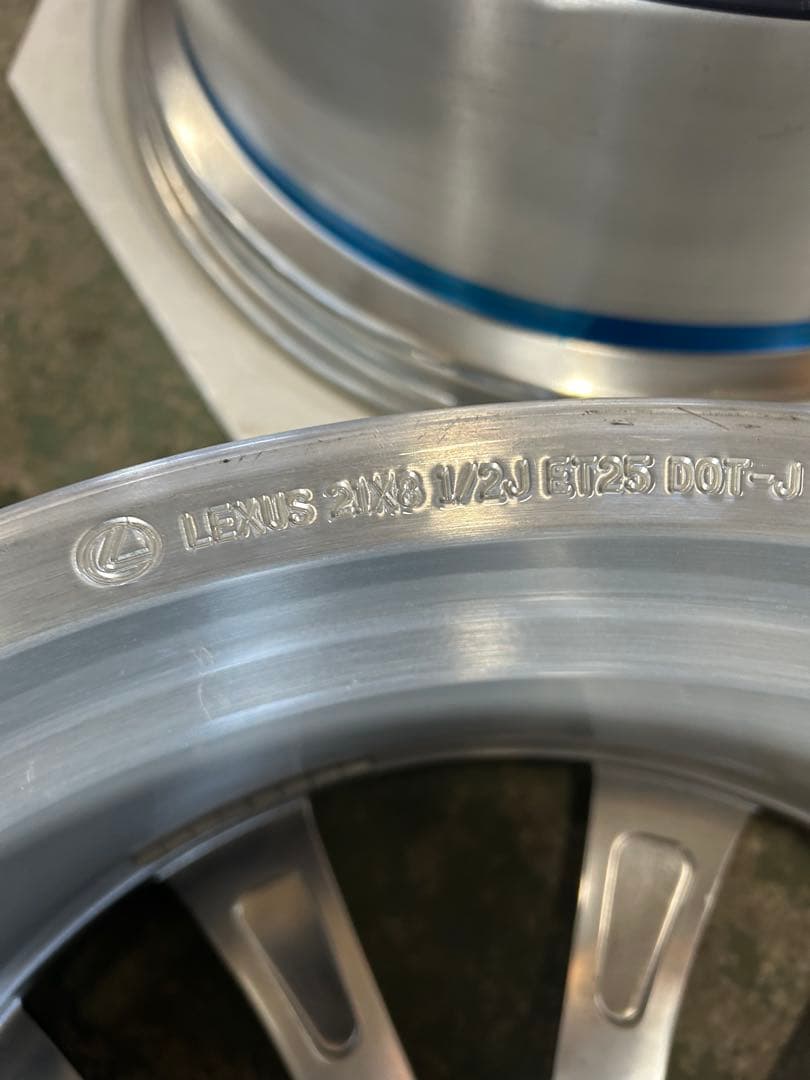 LEXUS 21X8 1/2J ET25 DOT-J